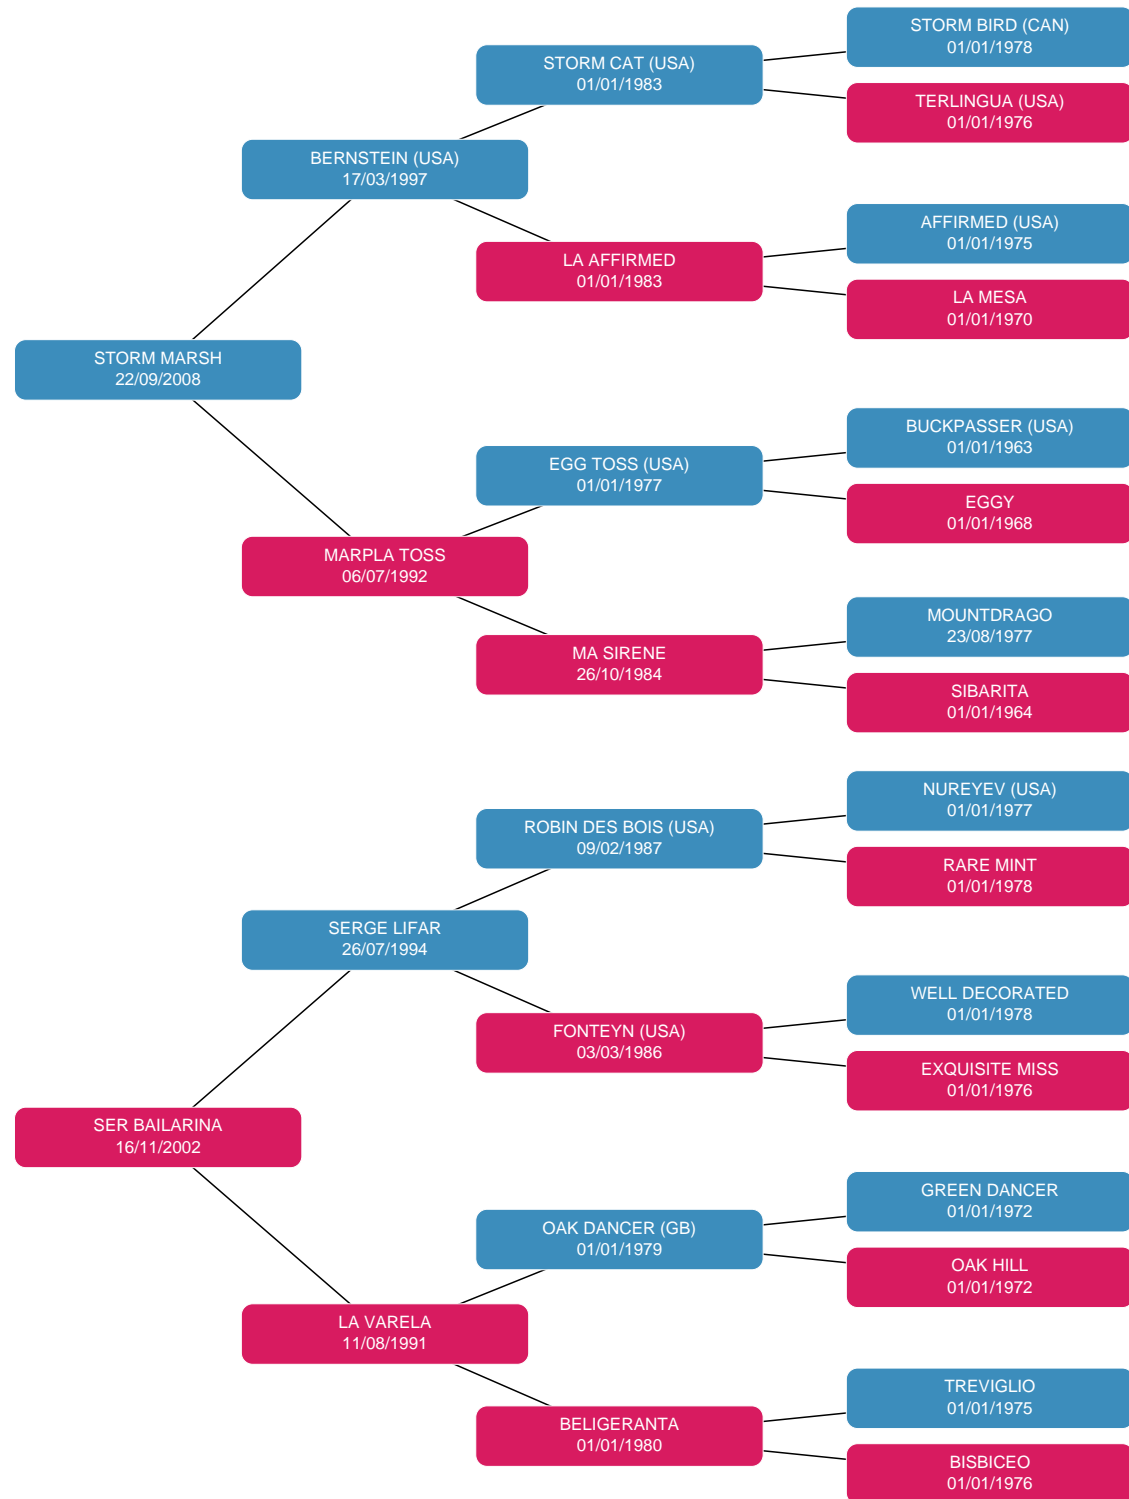 STORM BIRD (CAN)
01/01/1978
STORM CAT (USA)
01/01/1983
TERLINGUA (USA)
01/01/1976
BERNSTEIN (USA)
17/03/1997
AFFIRMED (USA)
01/01/1975
LA AFFIRMED
01/01/1983
LA MESA
01/01/1970
STORM MARSH
22/09/2008
BUCKPASSER (USA)
01/01/1963
EGG TOSS (USA)
01/01/1977
EGGY
01/01/1968
MARPLA TOSS
06/07/1992
MOUNTDRAGO
23/08/1977
MA SIRENE
26/10/1984
SIBARITA
01/01/1964
NUREYEV (USA)
01/01/1977
ROBIN DES BOIS (USA)
09/02/1987
RARE MINT
01/01/1978
SERGE LIFAR
26/07/1994
WELL DECORATED
01/01/1978
FONTEYN (USA)
03/03/1986
EXQUISITE MISS
01/01/1976
SER BAILARINA
16/11/2002
GREEN DANCER
01/01/1972
OAK DANCER (GB)
01/01/1979
OAK HILL
01/01/1972
LA VARELA
11/08/1991
TREVIGLIO
01/01/1975
BELIGERANTA
01/01/1980
BISBICEO
01/01/1976